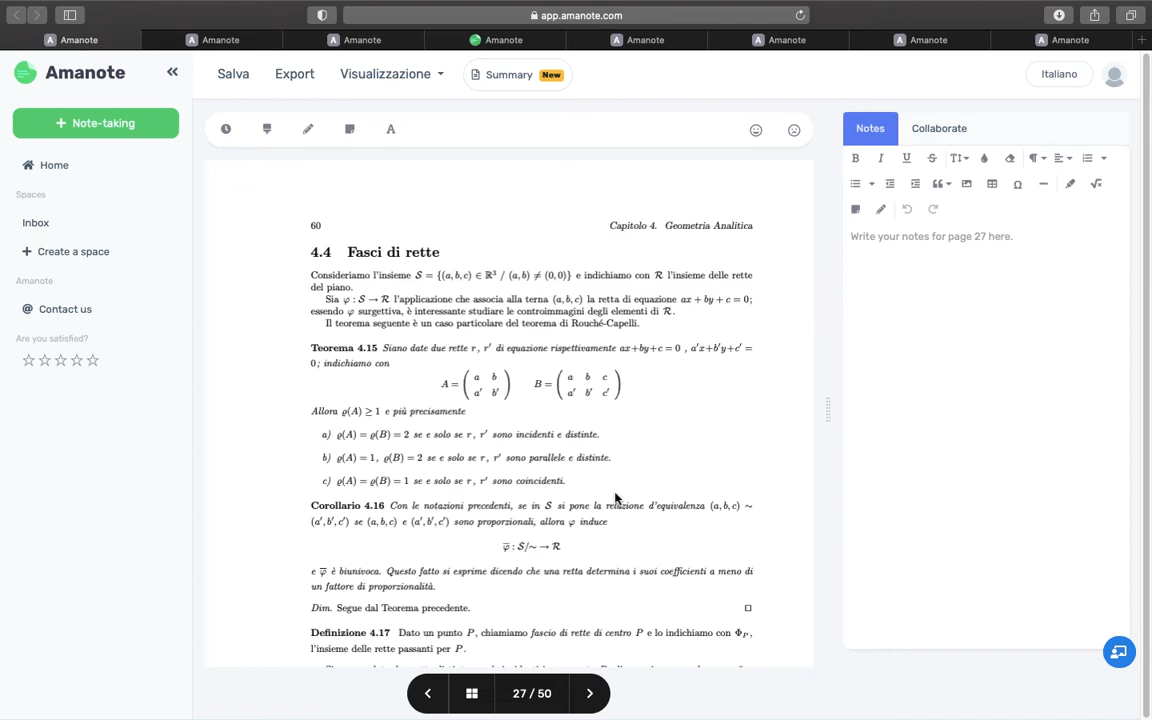 app.amanote.com
Amanote
Amanote
Amanote
Amanote
Amanote
Amanote
Amanote
Amanote
Amanote
Salva Export Visualizzazione Summary New
Italiano
+ Note-taking
Home
Spaces
Inbox
+ Create a space
Amanote
@ Contact us
Are you satisfied?
A
Notes Collaborate
B I U S T
Ω √x
Write your notes for page 27 here.
60 Capitolo 4. Geometria Analitica
4.4 Fasci di rette
Consideriamo l'insieme S = {(a, b, c) ∈ ℝ³ / (a, b) ≠ (0, 0)} e indichiamo con R l'insieme delle rette
del piano.
Sia φ : S → R l'applicazione che associa alla terna (a, b, c) la retta di equazione ax + by + c = 0;
essendo φ surgettiva, è interessante studiare le controimmagini degli elementi di R.
Il teorema seguente è un caso particolare del teorema di Rouché-Capelli.
Teorema 4.15 Siano date due rette r, r′ di equazione rispettivamente ax+by+c = 0 , a′x+b′y+c′ =
0; indichiamo con
A = ( a b ) B = ( a b c )
( a′ b′ ) ( a′ b′ c′ )
Allora ϱ(A) ≥ 1 e più precisamente
a) ϱ(A) = ϱ(B) = 2 se e solo se r , r′ sono incidenti e distinte.
b) ϱ(A) = 1, ϱ(B) = 2 se e solo se r , r′ sono parallele e distinte.
c) ϱ(A) = ϱ(B) = 1 se e solo se r , r′ sono coincidenti.
Corollario 4.16 Con le notazioni precedenti, se in S si pone la relazione d'equivalenza (a, b, c) ∼
(a′, b′, c′) se (a, b, c) e (a′, b′, c′) sono proporzionali, allora φ induce
φ̅ : S/∼ → R
e φ̅ è biunivoca. Questo fatto si esprime dicendo che una retta determina i suoi coefficienti a meno di
un fattore di proporzionalità.
Dim. Segue dal Teorema precedente. □
Definizione 4.17 Dato un punto P, chiamiamo fascio di rette di centro P e lo indichiamo con Φ_P,
l'insieme delle rette passanti per P.
27 / 50